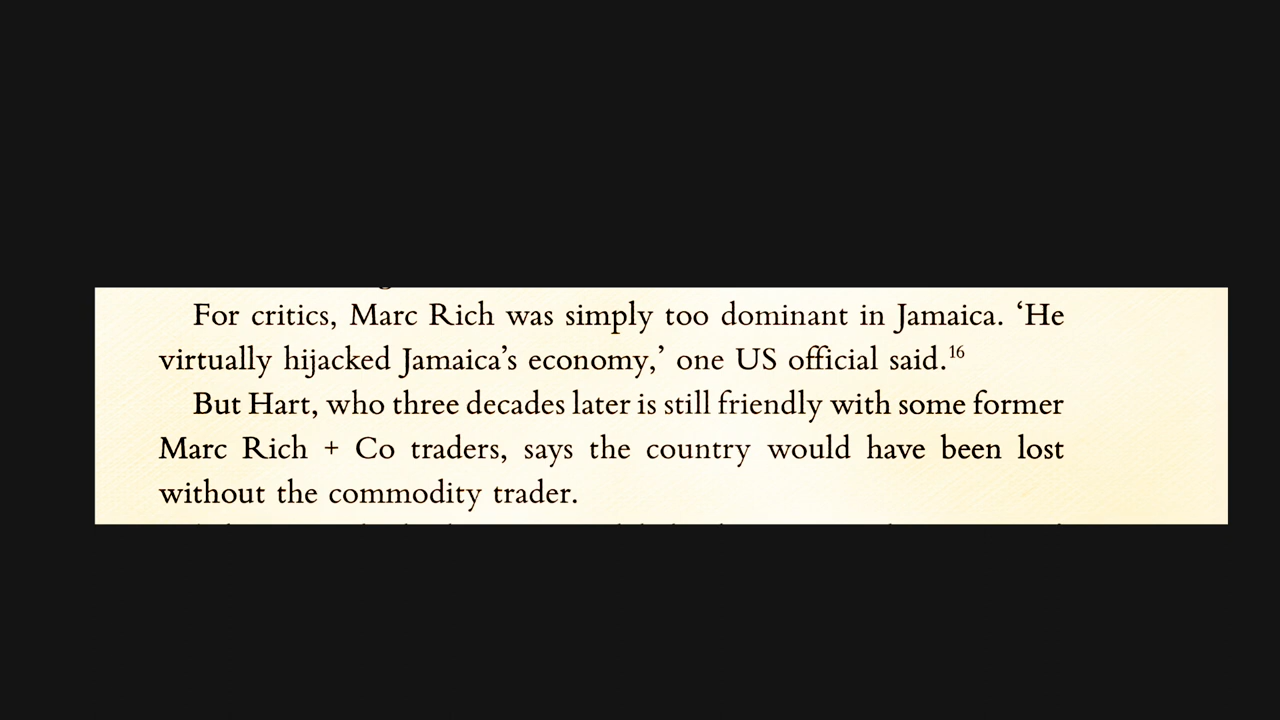 For critics, Marc Rich was simply too dominant in Jamaica. ‘He
virtually hijacked Jamaica’s economy,’ one US official said.16
But Hart, who three decades later is still friendly with some former
Marc Rich + Co traders, says the country would have been lost
without the commodity trader.